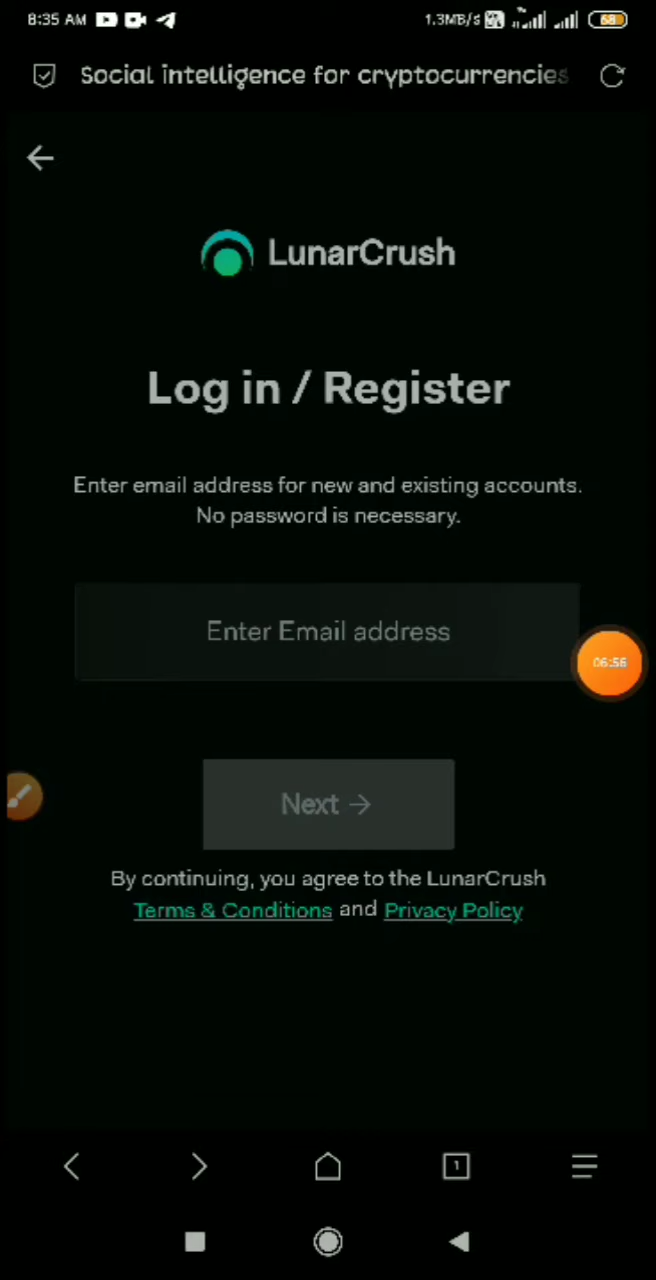 8:35 AM 1.3MB/s 68
Social intelligence for cryptocurrencies
LunarCrush
Log in / Register
Enter email address for new and existing accounts.
No password is necessary.
Enter Email address
06:56
Next →
By continuing, you agree to the LunarCrush
Terms & Conditions and Privacy Policy
1